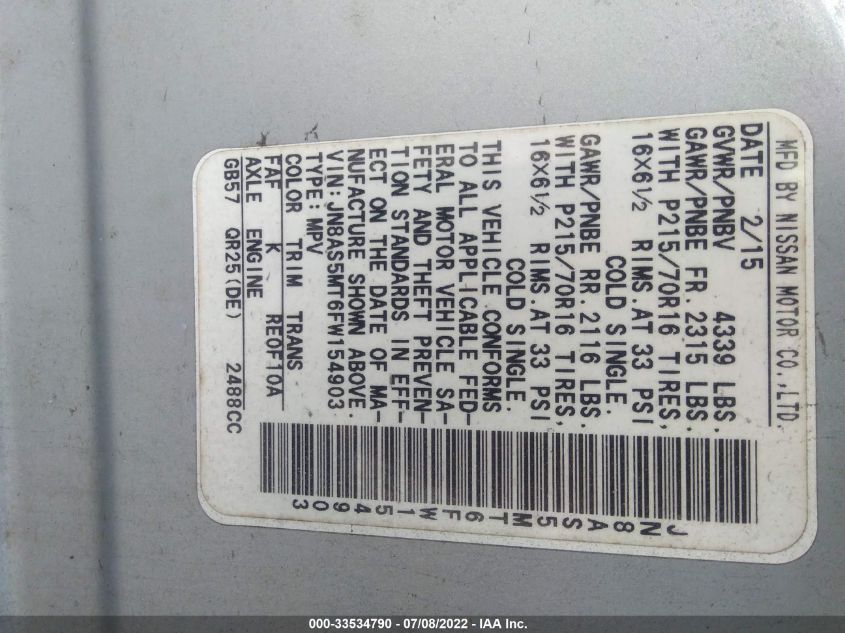 MFD BY NISSAN MOTOR CO.,LTD.
DATE 2/15
GVWR/PNBV 4339 LBS.
GAWR/PNBE FR. 2315 LBS.
WITH P215/70R16 TIRES,
16X6½ RIMS.AT 33 PSI
COLD SINGLE.
GAWR/PNBE RR. 2116 LBS.
WITH P215/70R16 TIRES,
16X6½ RIMS.AT 33 PSI
COLD SINGLE.
THIS VEHICLE CONFORMS
TO ALL APPLICABLE FED-
ERAL MOTOR VEHICLE SA-
FETY AND THEFT PREVEN-
TION STANDARDS IN EFF-
ECT ON THE DATE OF MA-
NUFACTURE SHOWN ABOVE.
VIN:JN8AS5MT6FW154903
TYPE:MPV
COLOR TRIM TRANS
FAF K RE0F10A
AXLE ENGINE
GB57 QR25(DE) 2488CC
JN8AS5MT6FW154903
000-33534790 - 07/08/2022 - IAA Inc.